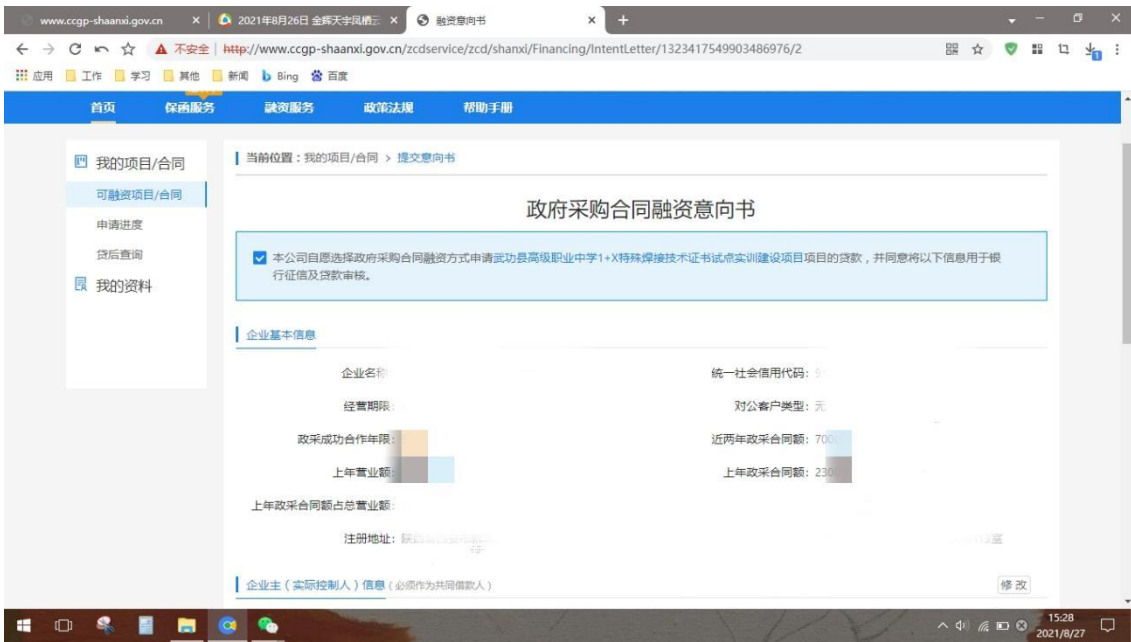 www.ccgp-shaanxi.gov.cn
2021年8月26日 金辉天宇凤栖云
融资意向书
不安全 http://www.ccgp-shaanxi.gov.cn/zcdservice/zcd/shanxi/Financing/IntentLetter/1323417549903486976/2
应用 工作 学习 其他 新闻 Bing 百度
首页 保函服务 融资服务 政策法规 帮助手册
我的项目/合同
可融资项目/合同
申请进度
贷后查询
我的资料
当前位置：我的项目/合同 > 提交意向书
政府采购合同融资意向书
本公司自愿选择政府采购合同融资方式申请武功县高级职业中学1+X特殊焊接技术证书试点实训建设项目项目的贷款，并同意将以下信息用于银
行征信及贷款审核。
企业基本信息
企业名称 统一社会信用代码：9
经营期限： 对公客户类型：无
政采成功合作年限： 近两年政采合同额：700
上年营业额： 上年政采合同额：230
上年政采合同额占总营业额：
注册地址： 室
企业主（实际控制人）信息（必须作为共同借款人） 修改
15:28
2021/8/27